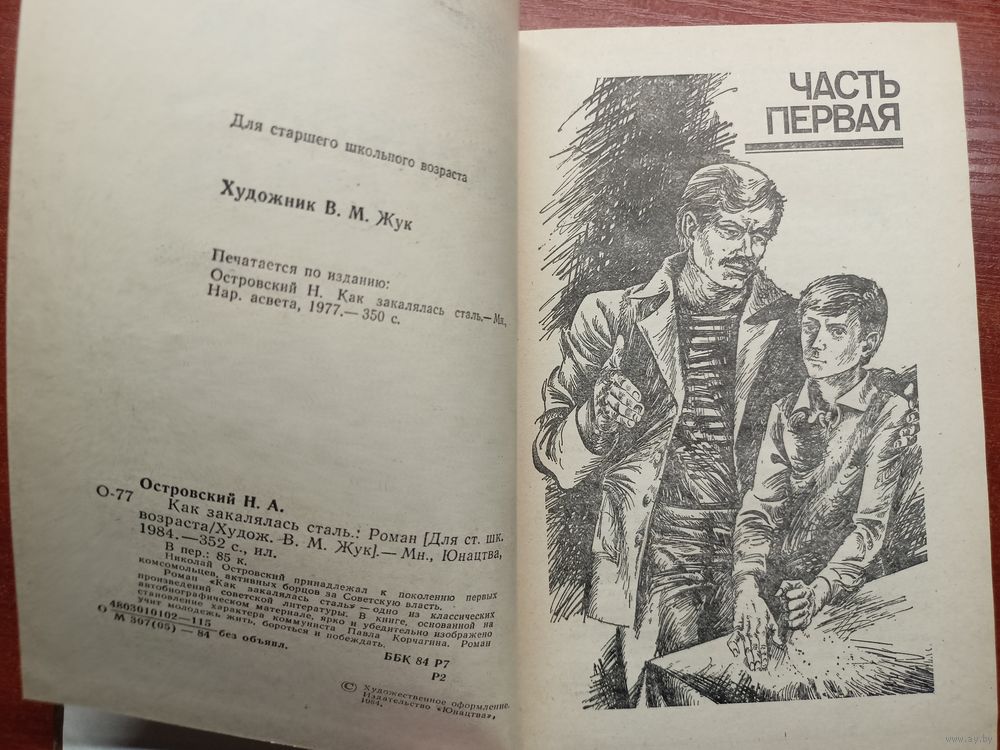 Для старшего школьного возраста
Художник В. М. Жук
Печатается по изданию:
Островский Н. Как закалялась сталь.—Мн,
Нар. асвета, 1977.—350 с.
Островский Н. А.
О-77
Как закалялась сталь.: Роман [Для ст. шк.
возраста/Худож. В. М. Жук].— Мн., Юнацтва,
1984.—352 с., ил.
В пер.: 85 к.
Николай Островский принадлежал к поколению первых
комсомольцев, активных борцов за Советскую власть.
Роман «Как закалялась сталь» — одно из классических
произведений советской литературы. В книге, основанной на
автобиографическом материале, ярко и убедительно изображено
становление характера коммуниста Павла Корчагина. Роман
учит молодежь жить, бороться и побеждать.
О 4803010102—115
М 307(05) — 84 без объявл.
ББК 84 Р7
Р2
© Художественное оформление.
Издательство «Юнацтва»,
1984.
ЧАСТЬ
ПЕРВАЯ
www.ay.by